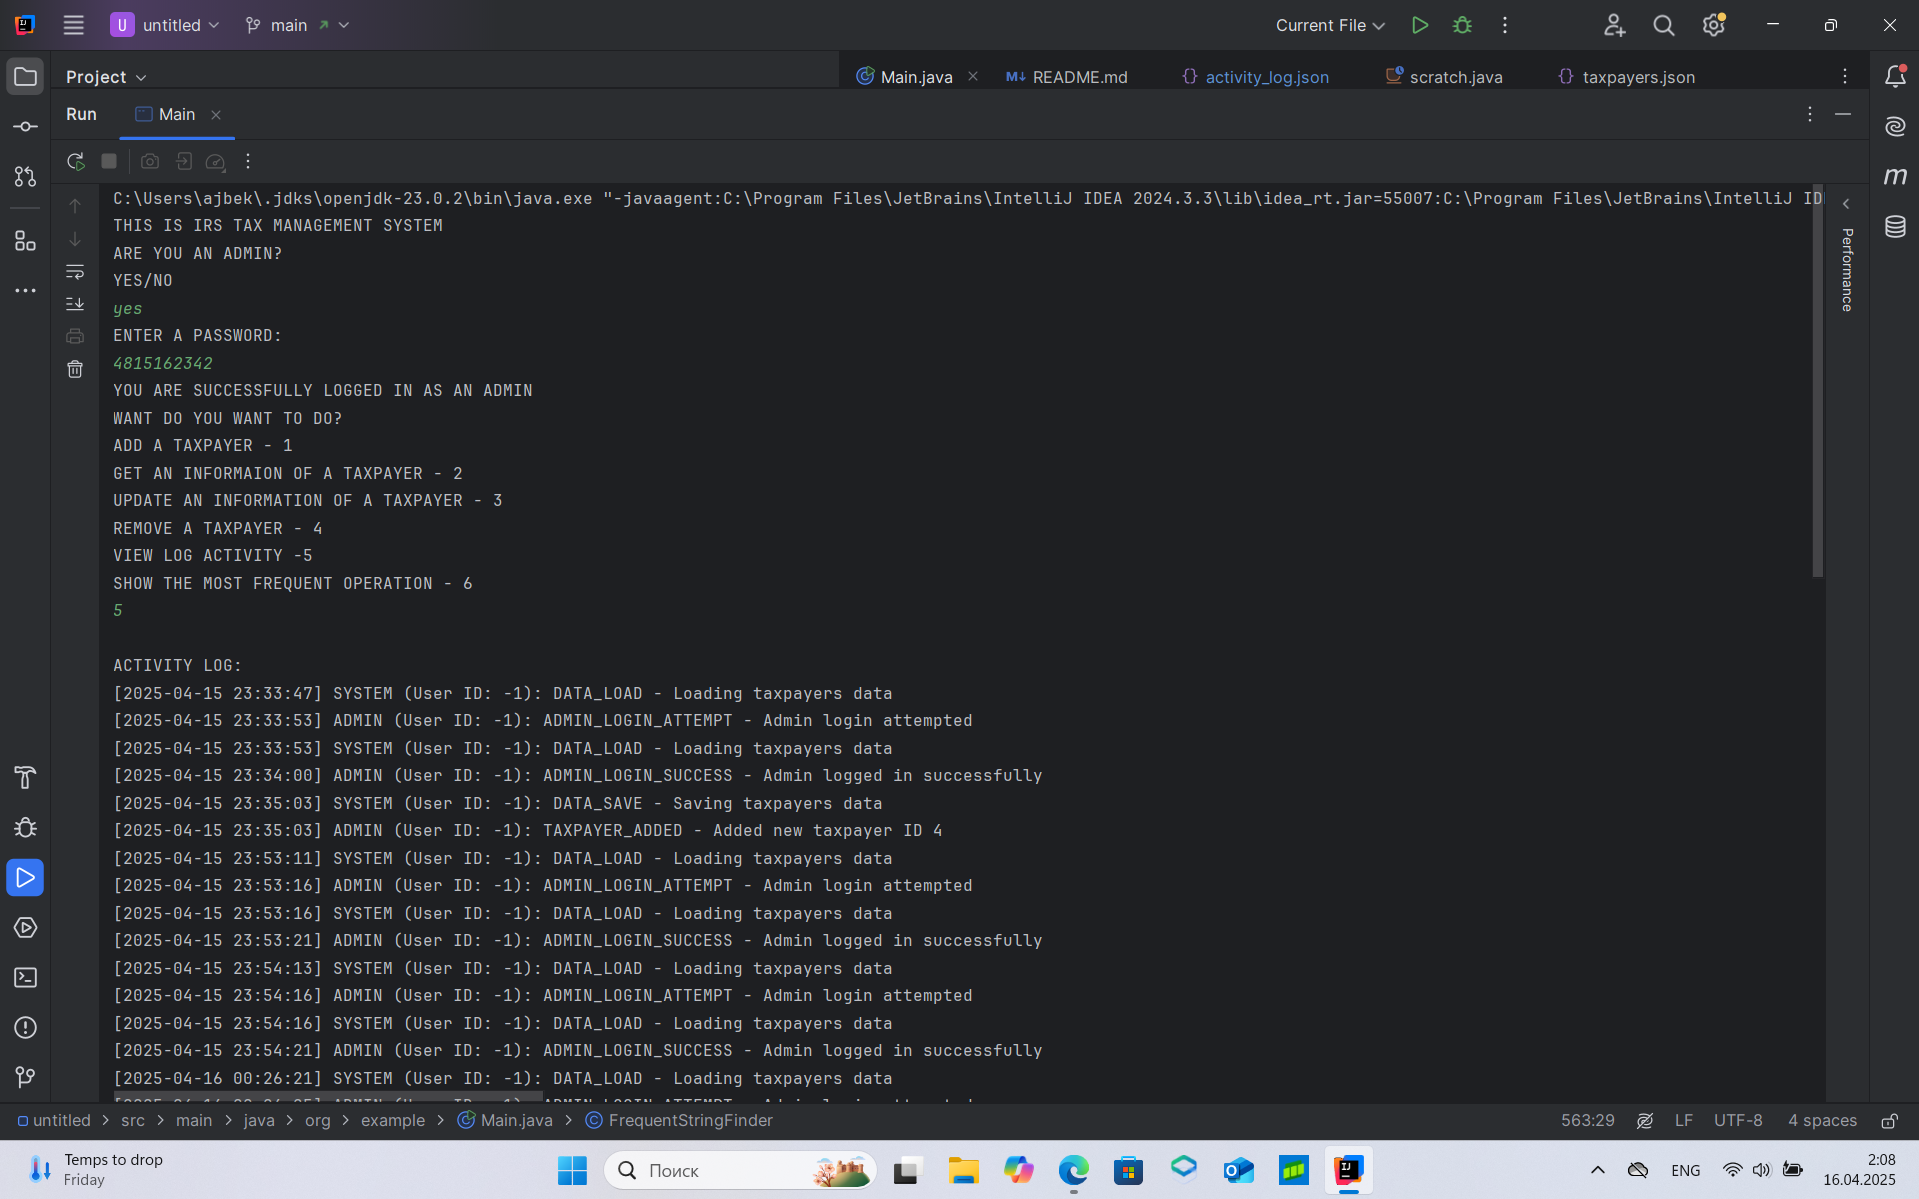 U untitled main Current File
Project Main.java README.md activity_log.json scratch.java taxpayers.json
Run Main
C:\Users\ajbek\.jdks\openjdk-23.0.2\bin\java.exe "-javaagent:C:\Program Files\JetBrains\IntelliJ IDEA 2024.3.3\lib\idea_rt.jar=55007:C:\Program Files\JetBrains\IntelliJ IDE
THIS IS IRS TAX MANAGEMENT SYSTEM
ARE YOU AN ADMIN?
YES/NO
yes
ENTER A PASSWORD:
4815162342
YOU ARE SUCCESSFULLY LOGGED IN AS AN ADMIN
WANT DO YOU WANT TO DO?
ADD A TAXPAYER - 1
GET AN INFORMAION OF A TAXPAYER - 2
UPDATE AN INFORMATION OF A TAXPAYER - 3
REMOVE A TAXPAYER - 4
VIEW LOG ACTIVITY -5
SHOW THE MOST FREQUENT OPERATION - 6
5
ACTIVITY LOG:
[2025-04-15 23:33:47] SYSTEM (User ID: -1): DATA_LOAD - Loading taxpayers data
[2025-04-15 23:33:53] ADMIN (User ID: -1): ADMIN_LOGIN_ATTEMPT - Admin login attempted
[2025-04-15 23:33:53] SYSTEM (User ID: -1): DATA_LOAD - Loading taxpayers data
[2025-04-15 23:34:00] ADMIN (User ID: -1): ADMIN_LOGIN_SUCCESS - Admin logged in successfully
[2025-04-15 23:35:03] SYSTEM (User ID: -1): DATA_SAVE - Saving taxpayers data
[2025-04-15 23:35:03] ADMIN (User ID: -1): TAXPAYER_ADDED - Added new taxpayer ID 4
[2025-04-15 23:53:11] SYSTEM (User ID: -1): DATA_LOAD - Loading taxpayers data
[2025-04-15 23:53:16] ADMIN (User ID: -1): ADMIN_LOGIN_ATTEMPT - Admin login attempted
[2025-04-15 23:53:16] SYSTEM (User ID: -1): DATA_LOAD - Loading taxpayers data
[2025-04-15 23:53:21] ADMIN (User ID: -1): ADMIN_LOGIN_SUCCESS - Admin logged in successfully
[2025-04-15 23:54:13] SYSTEM (User ID: -1): DATA_LOAD - Loading taxpayers data
[2025-04-15 23:54:16] ADMIN (User ID: -1): ADMIN_LOGIN_ATTEMPT - Admin login attempted
[2025-04-15 23:54:16] SYSTEM (User ID: -1): DATA_LOAD - Loading taxpayers data
[2025-04-15 23:54:21] ADMIN (User ID: -1): ADMIN_LOGIN_SUCCESS - Admin logged in successfully
[2025-04-16 00:26:21] SYSTEM (User ID: -1): DATA_LOAD - Loading taxpayers data
Performance
untitled > src > main > java > org > example > Main.java > FrequentStringFinder 563:29 LF UTF-8 4 spaces
Temps to drop
Friday
Поиск
ENG
2:08
16.04.2025